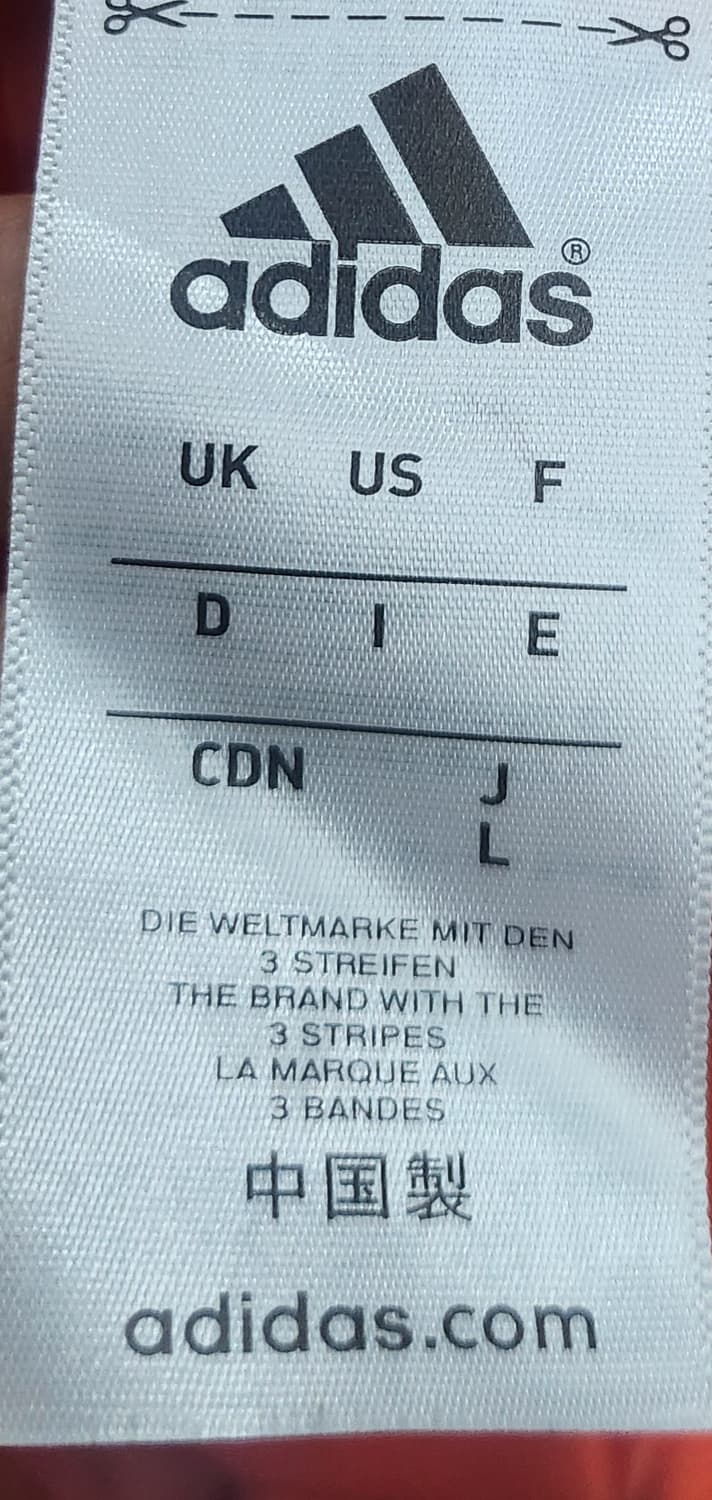 adidas®
UK US F
D I E
CDN J
L
DIE WELTMARKE MIT DEN
3 STREIFEN
THE BRAND WITH THE
3 STRIPES
LA MARQUE AUX
3 BANDES
中国製
adidas.com